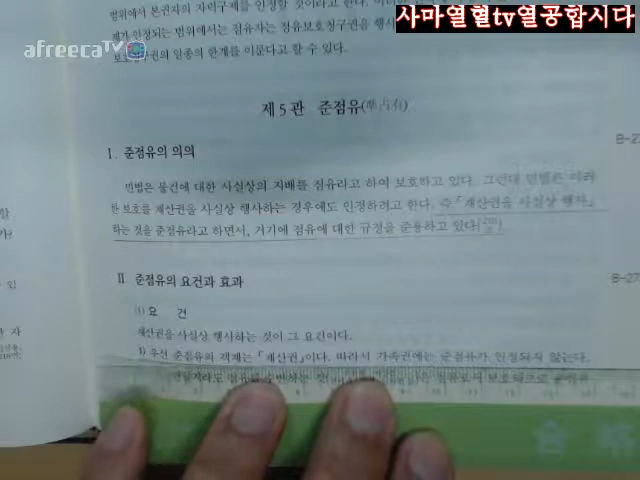 사마열혈tv열공합시다
afreecaTV
범위에서 본권자의 자력구제를 인정할 것이라고 한다.
제가 인정되는 범위에서는 점유자는 점유보호청구권을 행사
보호청구권의 일종의 한계를 이룬다고 할 수 있다.
제 5 관 준점유(準占有)
Ⅰ. 준점유의 의의
B-27
민법은 물건에 대한 사실상의 지배를 점유라고 하여 보호하고 있다. 그런데 민법은 이러
한 보호를 재산권을 사실상 행사하는 경우에도 인정하려고 한다. 즉 「재산권을 사실상 행사」
하는 것을 준점유라고 하면서, 거기에 점유에 대한 규정을 준용하고 있다
Ⅱ 준점유의 요건과 효과
B-27
(1) 요 건
재산권을 사실상 행사하는 것이 그 요건이다.
1) 우선 준점유의 객체는 「재산권」이다. 따라서 가족권에는 준점유가 인정되지 않는다.
할
가?
있
자